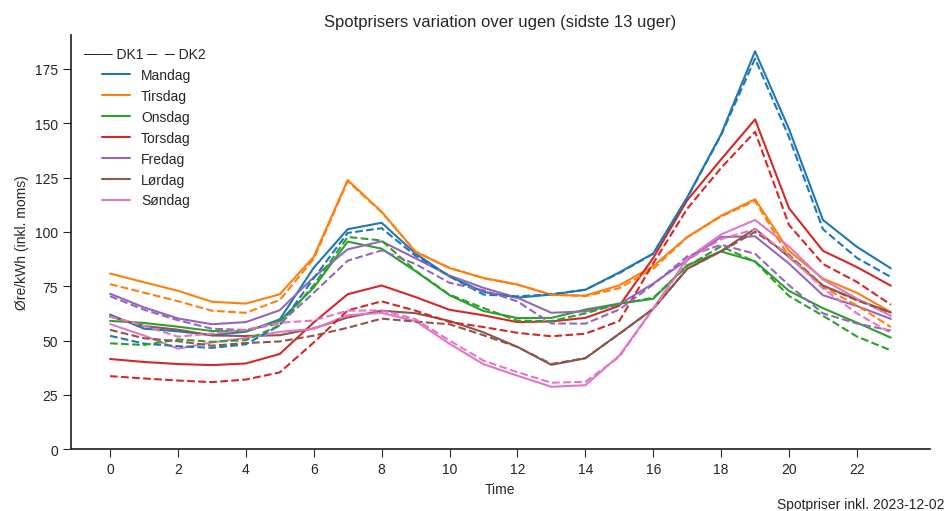 Spotprisers variation over ugen (sidste 13 uger)
DK1 DK2
Mandag
Tirsdag
Onsdag
Torsdag
Fredag
Lørdag
Søndag
Øre/kWh (inkl. moms)
175
150
125
100
75
50
25
0
0 2 4 6 8 10 12 14 16 18 20 22
Time
Spotpriser inkl. 2023-12-02